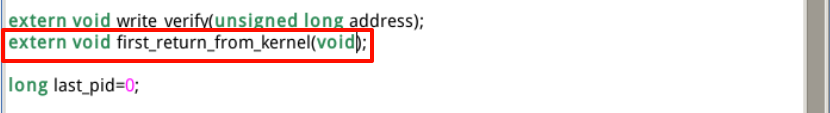 extern void write_verify(unsigned long address);
extern void first_return_from_kernel(void);
long last_pid=0;